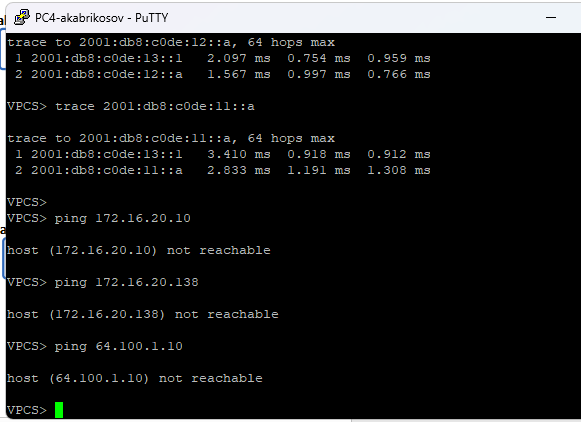 PC4-akabrikosov - PuTTY
trace to 2001:db8:c0de:12::a, 64 hops max
1 2001:db8:c0de:13::1 2.097 ms 0.754 ms 0.959 ms
2 2001:db8:c0de:12::a 1.567 ms 0.997 ms 0.766 ms
VPCS> trace 2001:db8:c0de:11::a
trace to 2001:db8:c0de:11::a, 64 hops max
1 2001:db8:c0de:13::1 3.410 ms 0.918 ms 0.912 ms
2 2001:db8:c0de:11::a 2.833 ms 1.191 ms 1.308 ms
VPCS>
VPCS> ping 172.16.20.10
host (172.16.20.10) not reachable
VPCS> ping 172.16.20.138
host (172.16.20.138) not reachable
VPCS> ping 64.100.1.10
host (64.100.1.10) not reachable
VPCS>